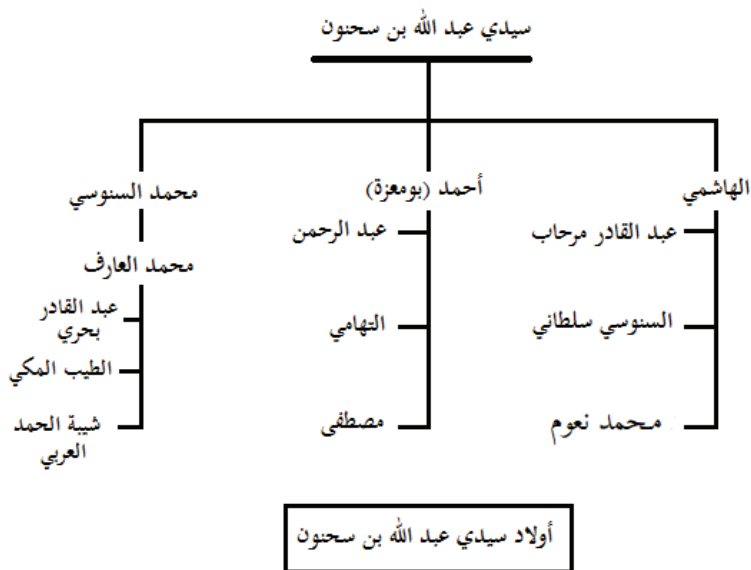 سيدي عبد الله بن سحنون
الهاشمي
عبد القادر مرحاب
السنوسي سلطاني
محمد نعوم
أحمد (بومعزة)
عبد الرحمن
التهامي
مصطفى
محمد السنوسي
محمد العارف
عبد القادر
بحري
الطيب المكي
شيبة الحمد
العربي
أولاد سيدي عبد الله بن سحنون